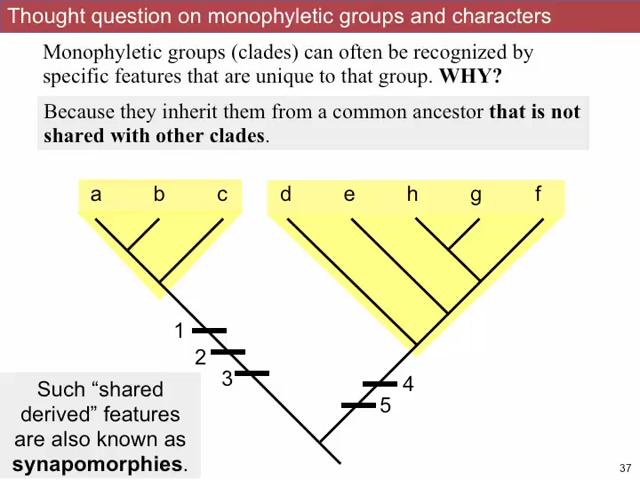 Thought question on monophyletic groups and characters
Monophyletic groups (clades) can often be recognized by
specific features that are unique to that group. WHY?
Because they inherit them from a common ancestor that is not
shared with other clades.
a b c d e h g f
1
2
3
4
5
Such “shared
derived” features
are also known as
synapomorphies.
37